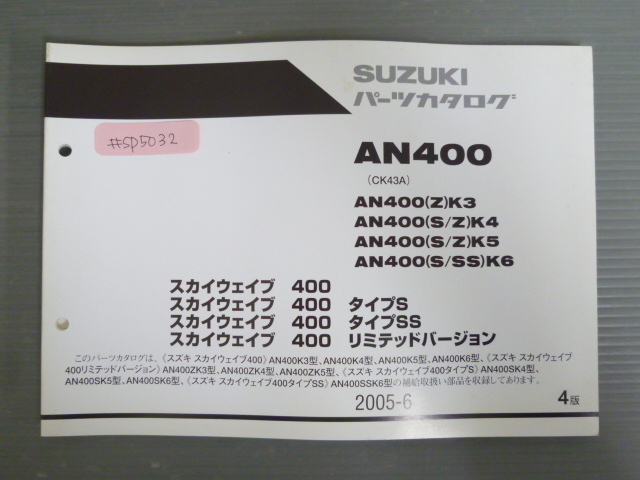 SUZUKI
パーツカタログ
#SP5032
AN400
(CK43A)
AN400(Z)K3
AN400(S/Z)K4
AN400(S/Z)K5
AN400(S/SS)K6
スカイウェイブ 400
スカイウェイブ 400 タイプS
スカイウェイブ 400 タイプSS
スカイウェイブ 400 リミテッドバージョン
このパーツカタログは、《スズキ スカイウェイブ400》AN400K3型、AN400K4型、AN400K5型、AN400K6型、《スズキ スカイウェイブ
400リミテッドバージョン》AN400ZK3型、AN400ZK4型、AN400ZK5型、《スズキ スカイウェイブ400タイプS》AN400SK4型、
AN400SK5型、AN400SK6型、《スズキ スカイウェイブ400タイプSS》AN400SSK6型の補給取扱い部品を収録してあります。
2005-6
4版